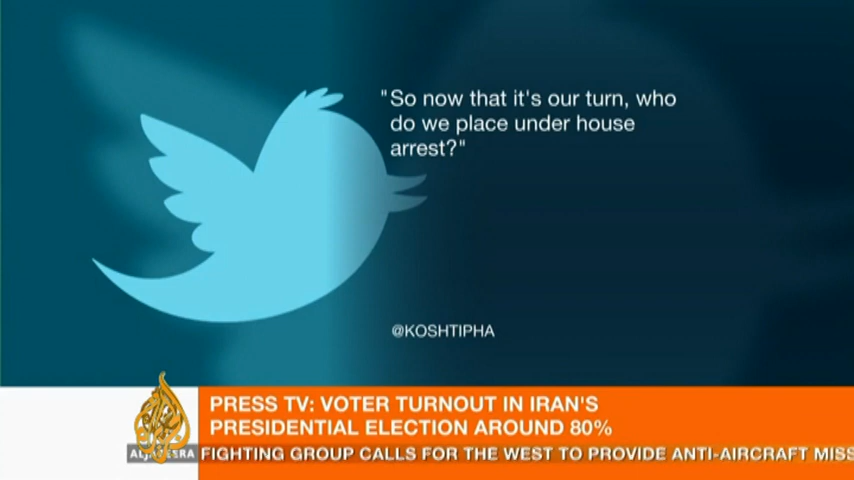 "So now that it's our turn, who
do we place under house
arrest?"
@KOSHTIPHA
PRESS TV: VOTER TURNOUT IN IRAN'S
PRESIDENTIAL ELECTION AROUND 80%
ALJAZEERA
FIGHTING GROUP CALLS FOR THE WEST TO PROVIDE ANTI-AIRCRAFT MISS